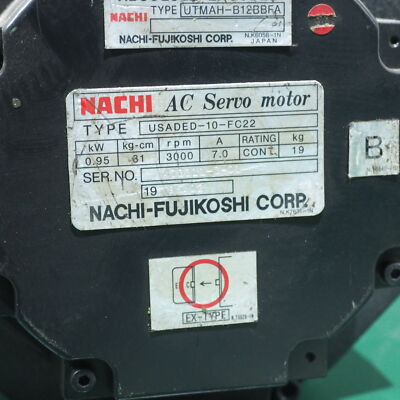 TYPE UTMAH-B12BBFA
NACHI
NACHI-FUJIKOSHI CORP.
N.K6056-1N
JAPAN
NACHI AC Servo motor
TYPE USADED-10-FC22
kW kg-cm rpm A RATING kg
0.95 31 3000 7.0 CONT. 19
SER.NO.
19
NACHI-FUJIKOSHI CORP.
B
EX-TYPE